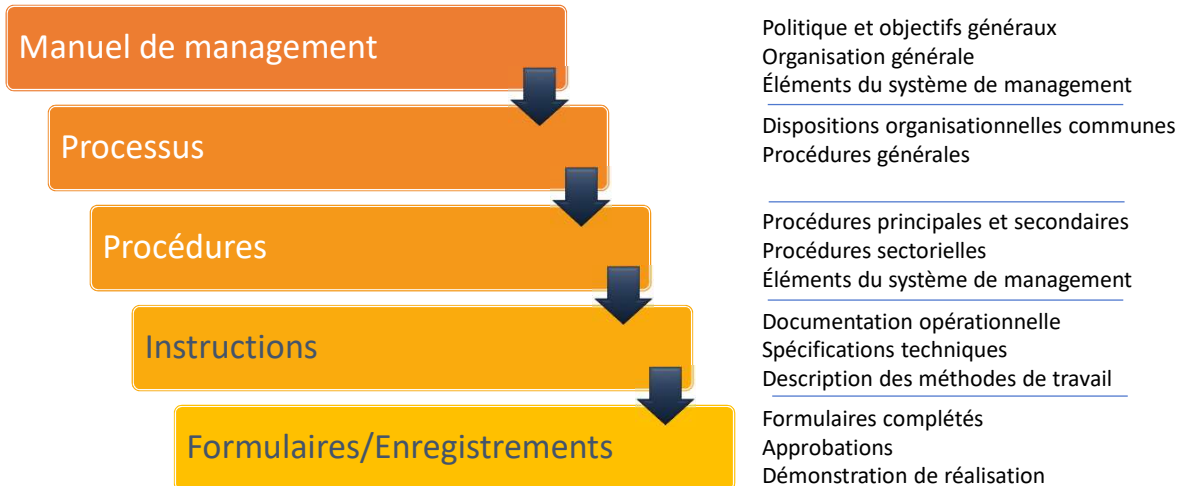 Manuel de management
Politique et objectifs généraux
Organisation générale
Éléments du système de management
Processus
Dispositions organisationnelles communes
Procédures générales
Procédures
Procédures principales et secondaires
Procédures sectorielles
Éléments du système de management
Instructions
Documentation opérationnelle
Spécifications techniques
Description des méthodes de travail
Formulaires/Enregistrements
Formulaires complétés
Approbations
Démonstration de réalisation